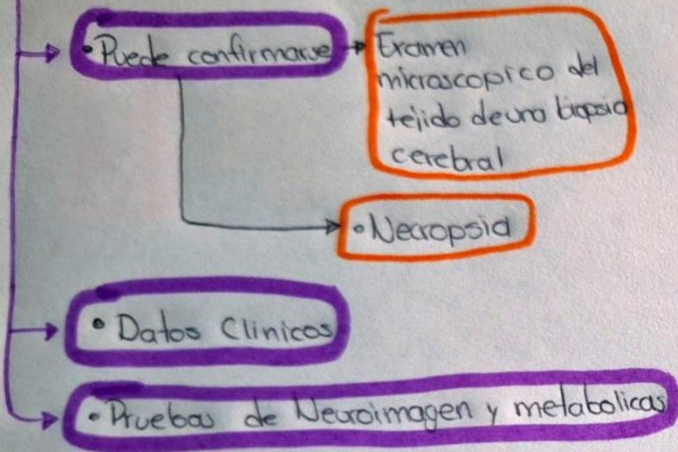 • Puede confirmarse
Examen
microscopico del
tejido de una biopsia
cerebral
• Necropsia
• Datos Clinicos
• Pruebas de Neuroimagen y metabolicas